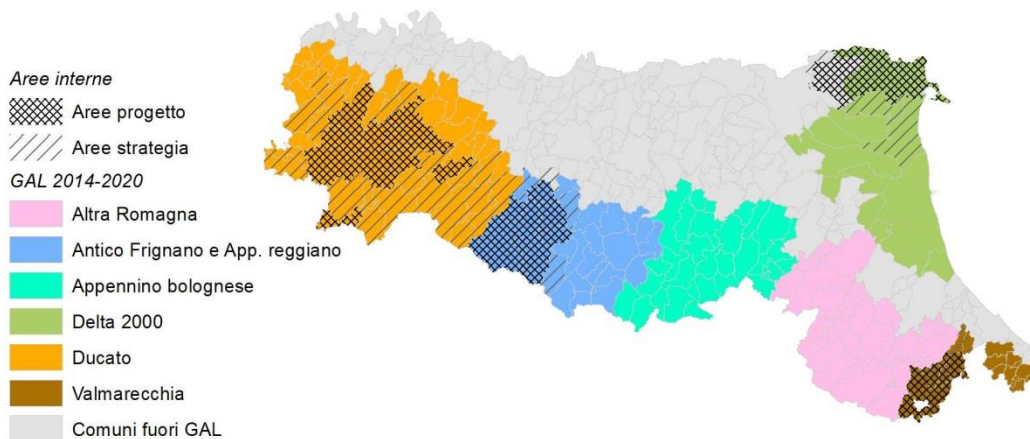 Aree interne
Aree progetto
Aree strategia
GAL 2014-2020
Altra Romagna
Antico Frignano e App. reggiano
Appennino bolognese
Delta 2000
Ducato
Valmarecchia
Comuni fuori GAL